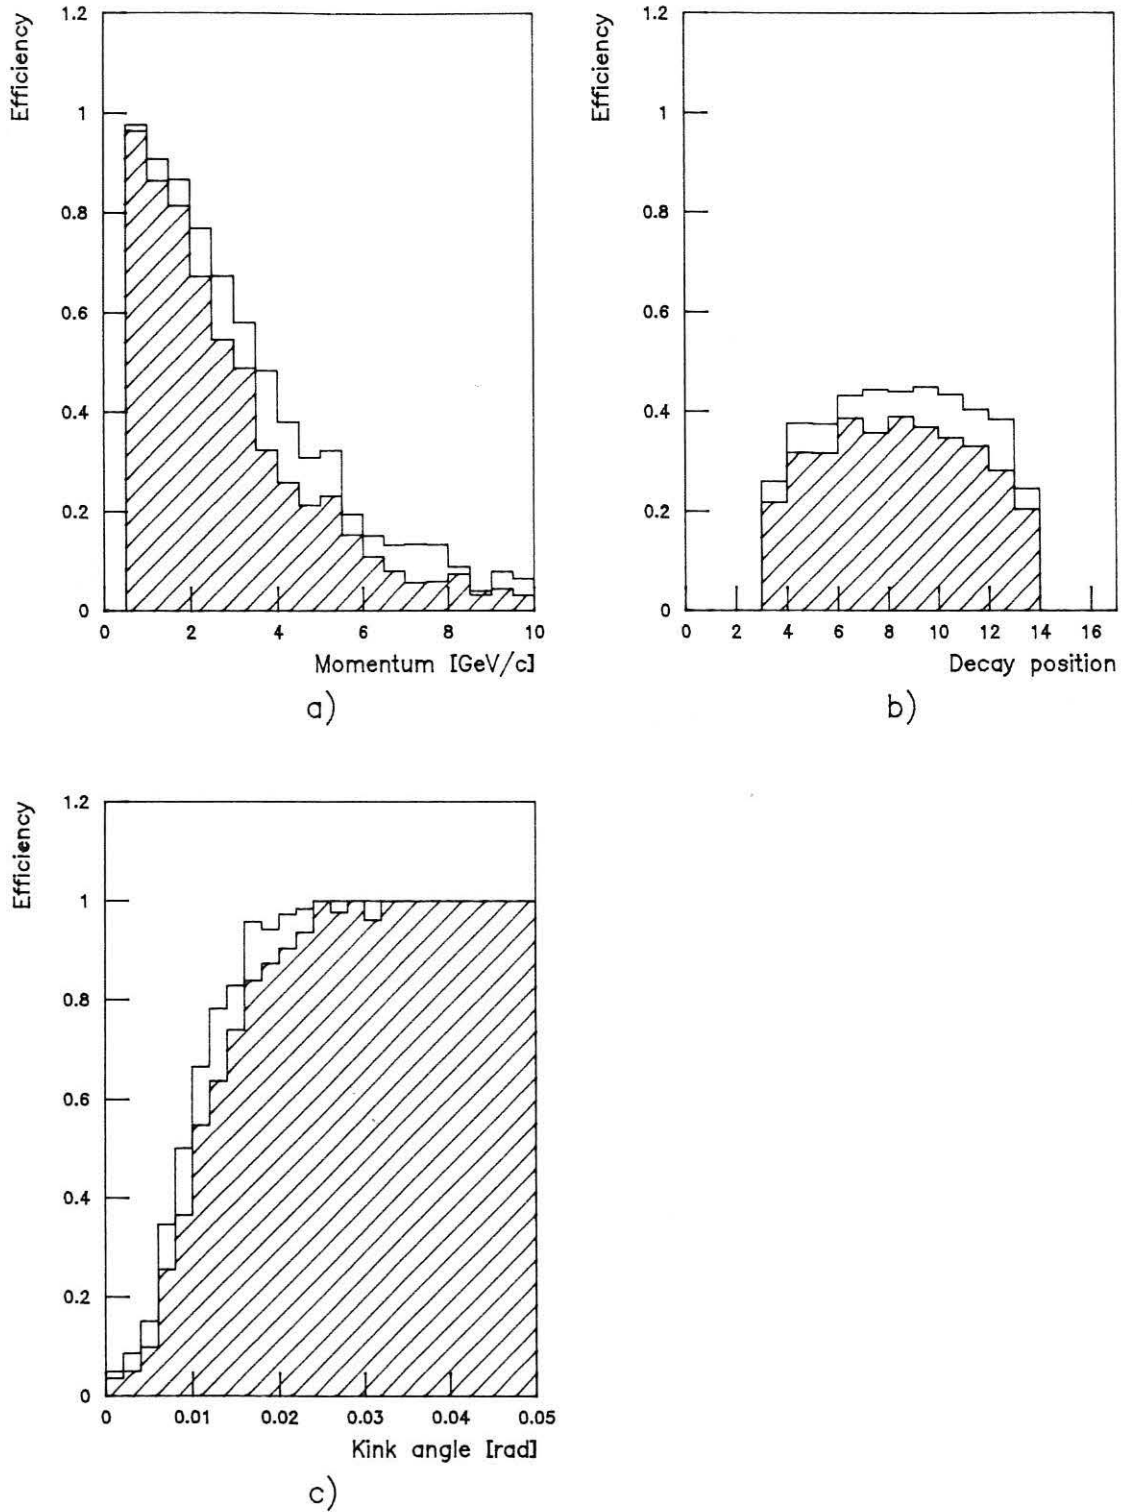 Efficiency
1.2
1
0.8
0.6
0.4
0.2
0
0 2 4 6 8 10
Momentum [GeV/c]
a)
Efficiency
1.2
1
0.8
0.6
0.4
0.2
0
0 2 4 6 8 10 12 14 16
Decay position
b)
Efficiency
1.2
1
0.8
0.6
0.4
0.2
0
0 0.01 0.02 0.03 0.04 0.05
Kink angle [rad]
c)